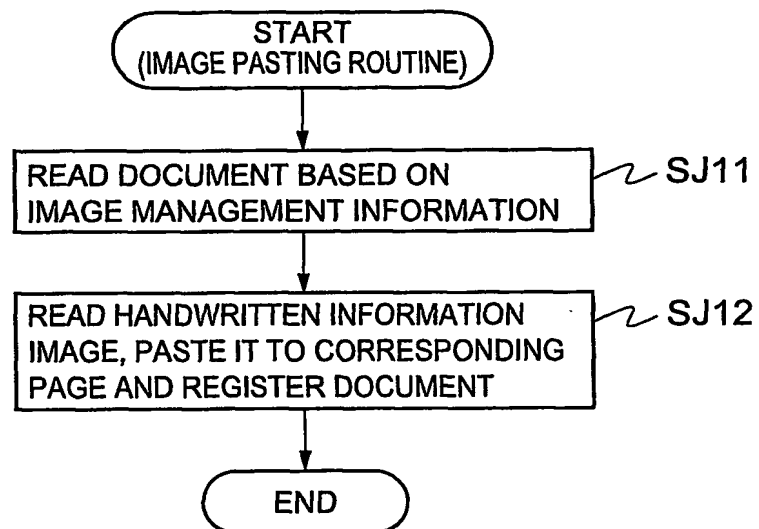 START
(IMAGE PASTING ROUTINE)
READ DOCUMENT BASED ON
IMAGE MANAGEMENT INFORMATION
SJ11
READ HANDWRITTEN INFORMATION
IMAGE, PASTE IT TO CORRESPONDING
PAGE AND REGISTER DOCUMENT
SJ12
END